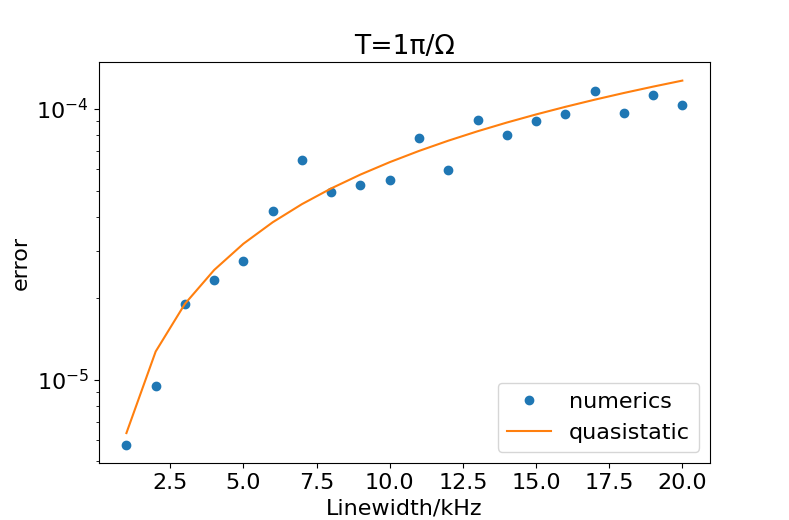 T=1π/Ω
error
10⁻⁴
10⁻⁵
numerics
quasistatic
2.5 5.0 7.5 10.0 12.5 15.0 17.5 20.0
Linewidth/kHz